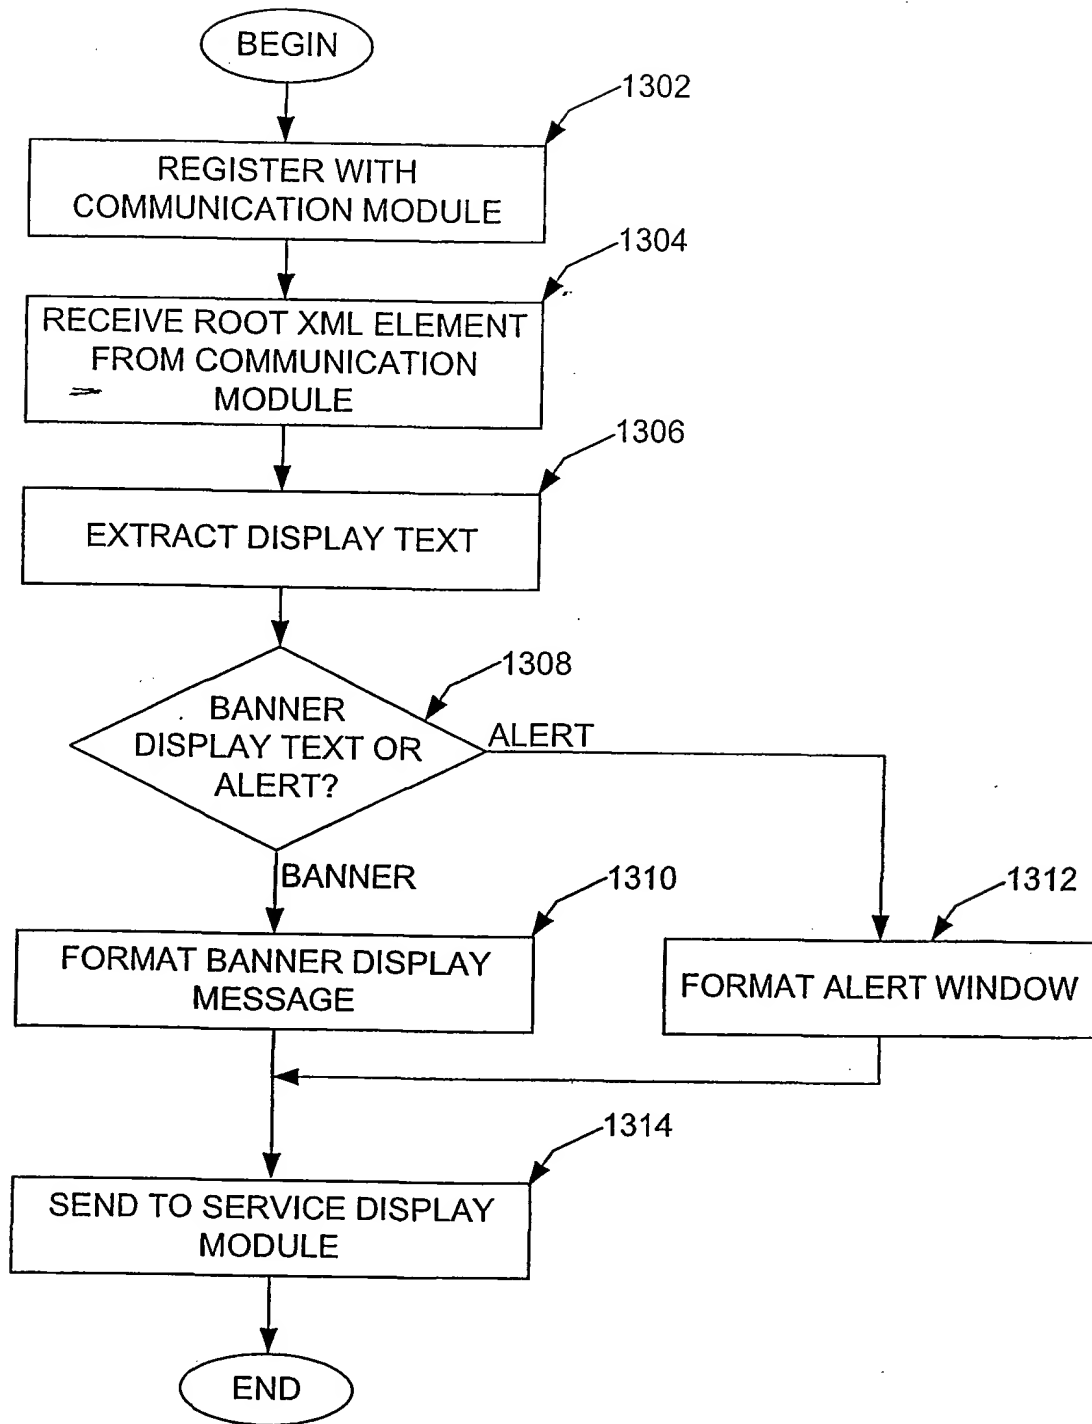 BEGIN
1302
REGISTER WITH
COMMUNICATION MODULE
1304
RECEIVE ROOT XML ELEMENT
FROM COMMUNICATION
MODULE
1306
EXTRACT DISPLAY TEXT
1308
BANNER
DISPLAY TEXT OR
ALERT?
ALERT
BANNER
1310
FORMAT BANNER DISPLAY
MESSAGE
1312
FORMAT ALERT WINDOW
1314
SEND TO SERVICE DISPLAY
MODULE
END